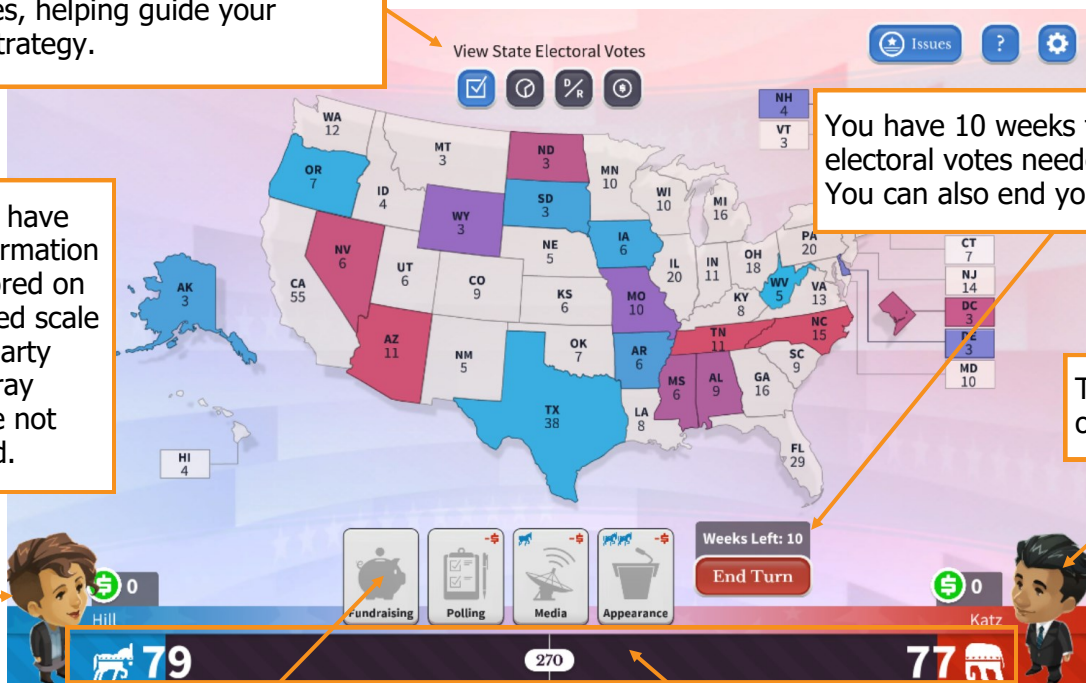 es, helping guide your
trategy.
View State Electoral Votes
D/R
Issues
?
You have 10 weeks
electoral votes
You can also end
have
rmation
ored on
ed scale
arty
ray
e not
d.
WA
12
OR
7
ID
4
MT
3
ND
3
SD
3
WY
3
NV
6
CA
55
UT
6
CO
9
NE
5
KS
6
AZ
11
NM
5
OK
7
TX
38
MN
10
IA
6
MO
10
AR
6
LA
8
WI
10
IL
20
MI
16
IN
11
OH
18
KY
8
TN
11
MS
6
AL
9
GA
16
FL
29
SC
9
NC
15
VA
13
WV
5
PA
20
NH
4
VT
3
CT
7
NJ
14
DC
3
DE
3
MD
10
AK
3
HI
4
Fundraising
-$
Polling
-$
Media
-$
Appearance
Weeks Left: 10
End Turn
$ 0
Hill
79
270
$ 0
Katz
77